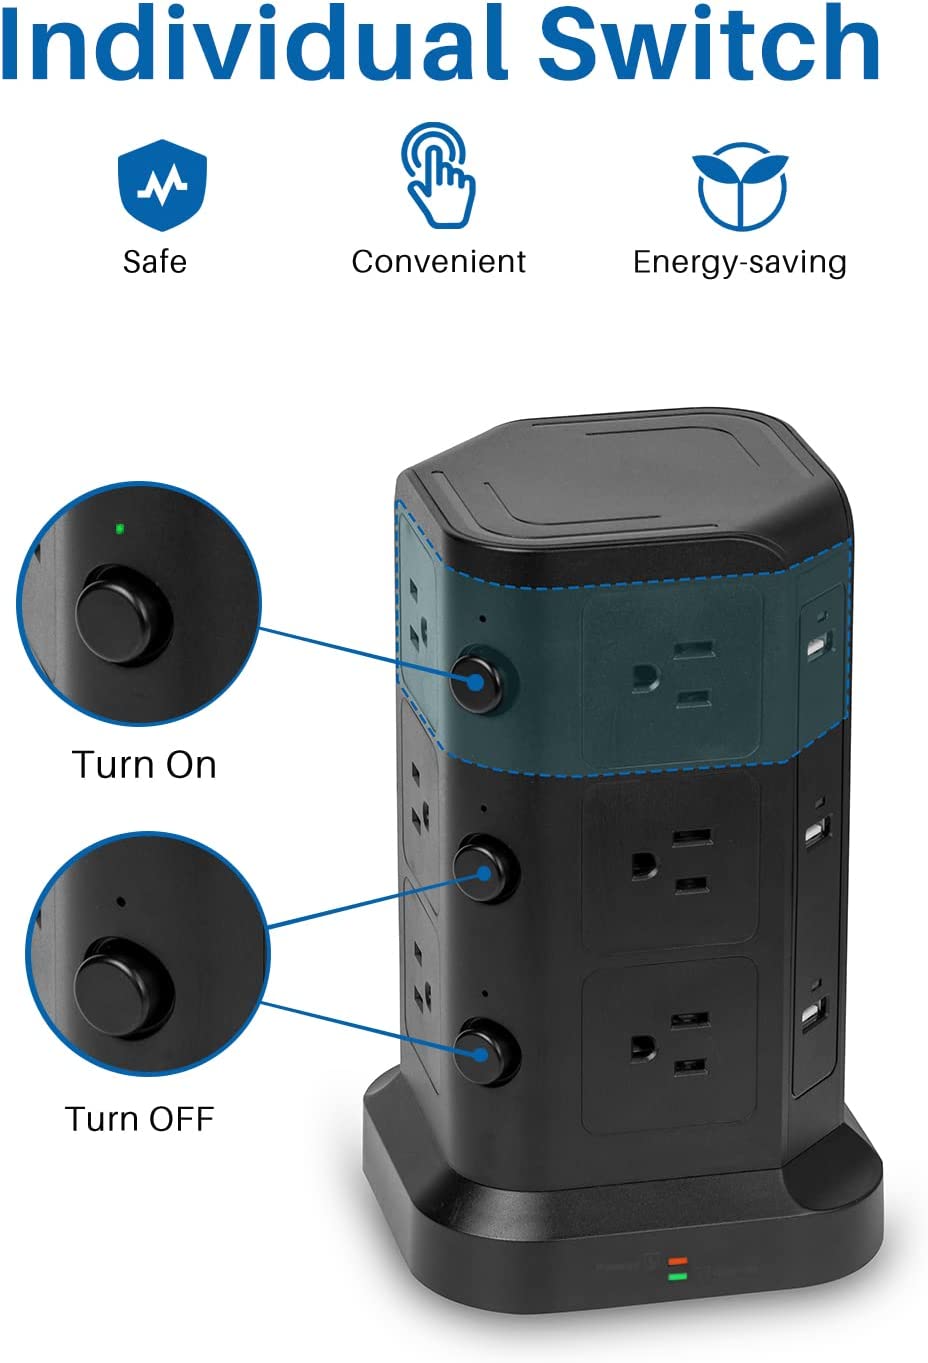 Individual Switch
Safe
Convenient
Energy-saving
Turn On
Turn OFF